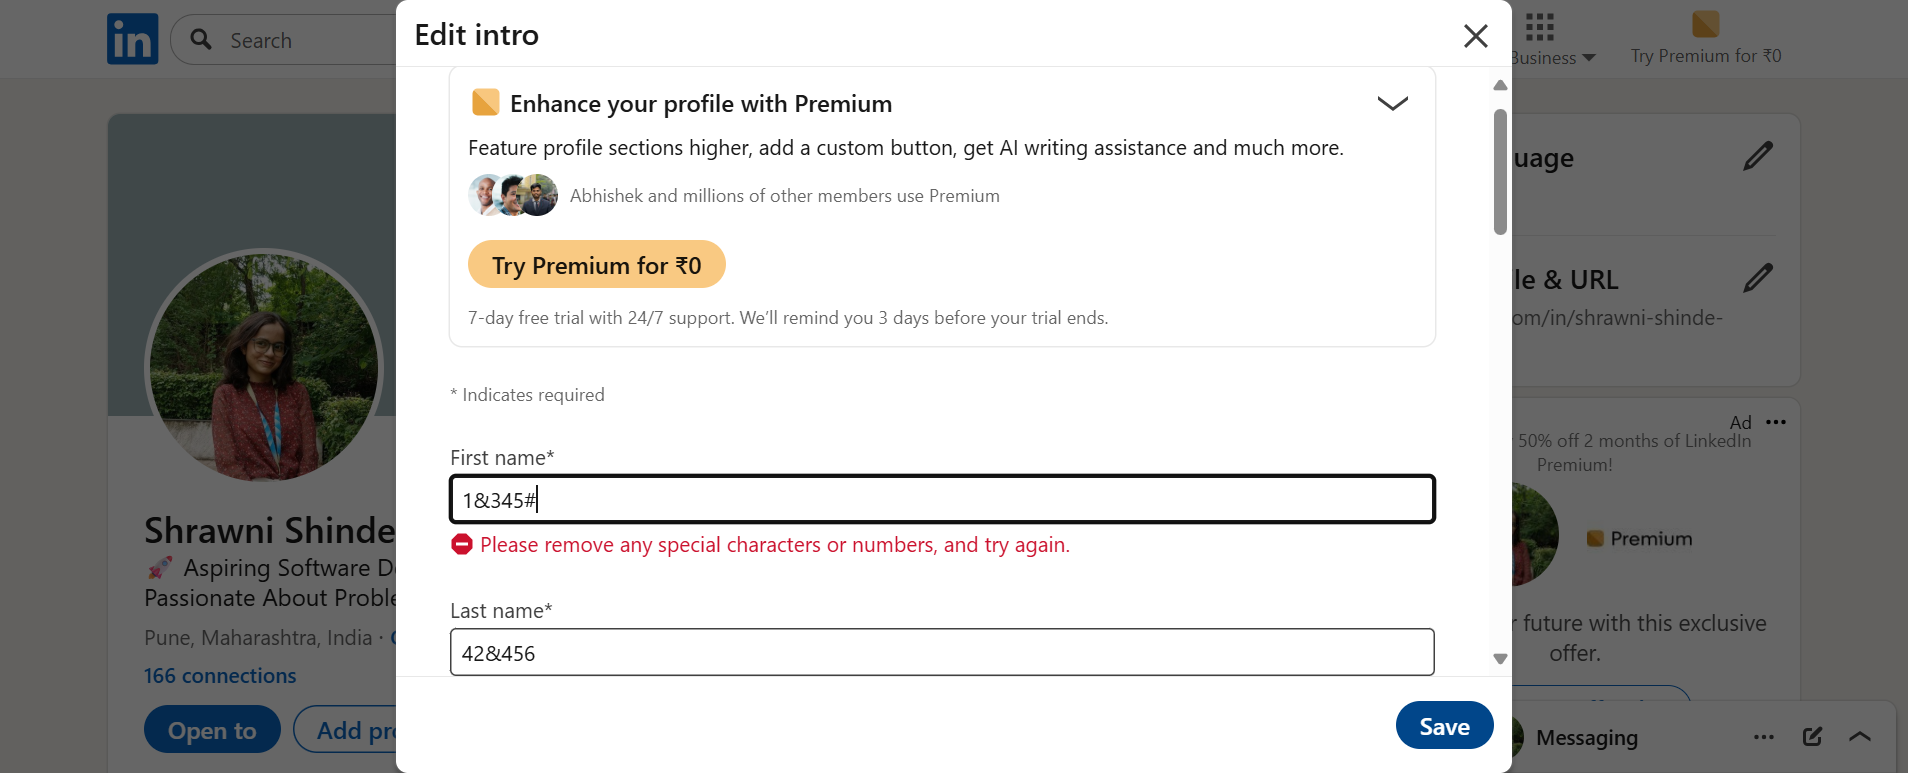 in
Search
Business
Try Premium for ₹0
Edit intro
Enhance your profile with Premium
Feature profile sections higher, add a custom button, get AI writing assistance and much more.
Abhishek and millions of other members use Premium
Try Premium for ₹0
7-day free trial with 24/7 support. We'll remind you 3 days before your trial ends.
* Indicates required
First name*
1&345#
Please remove any special characters or numbers, and try again.
Last name*
42&456
Save
Shrawni Shinde
🚀 Aspiring Software D
Passionate About Proble
Pune, Maharashtra, India ·
166 connections
Open to
Add pro
uage
le & URL
om/in/shrawni-shinde-
Ad
50% off 2 months of LinkedIn
Premium!
Premium
r future with this exclusive
offer.
Messaging